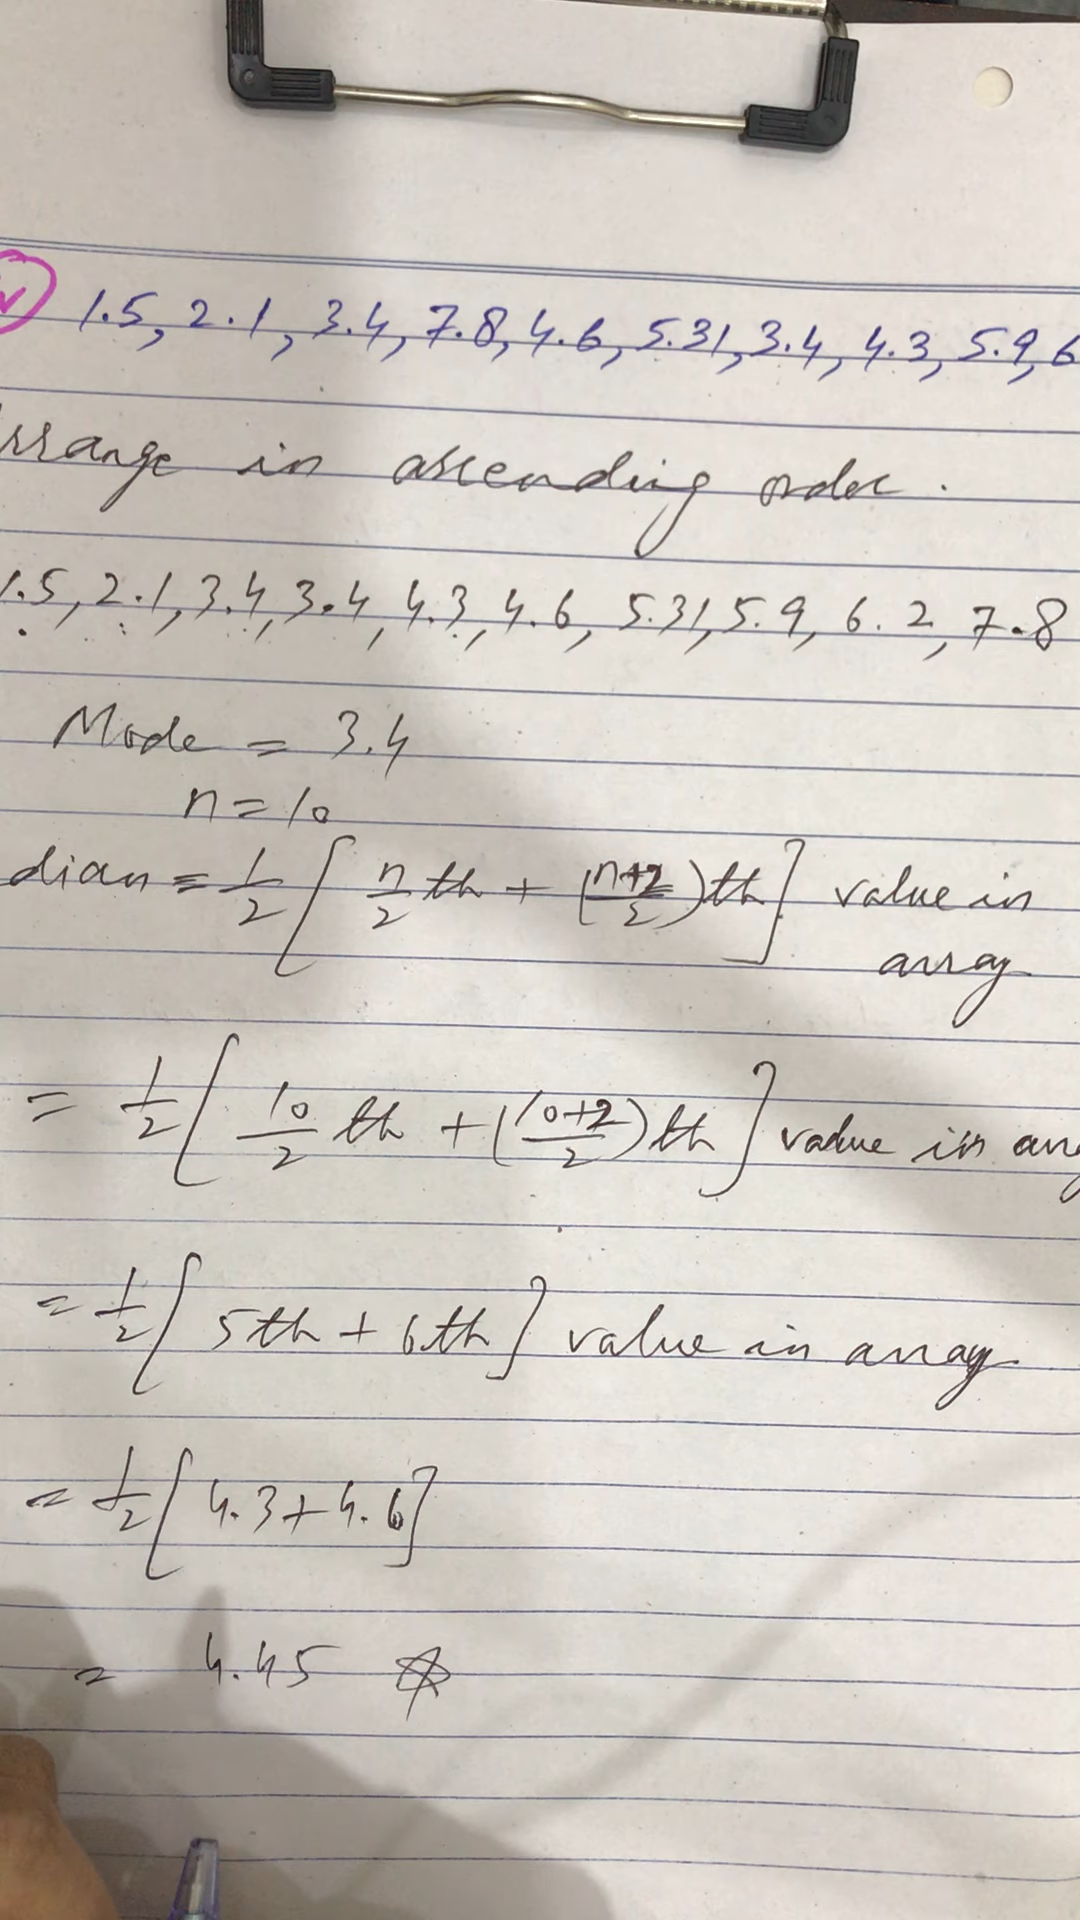 1.5, 2.1, 3.4, 7.8, 4.6, 5.31, 3.4, 4.3, 5.9, 6
rrange in ascending order.
1.5, 2.1, 3.4, 3.4, 4.3, 4.6, 5.31, 5.9, 6.2, 7.8
Mode = 3.4
n = 10
dian = 1/2 [ n/2 th + (n+2/2) th ] value in
array
= 1/2 [ 10/2 th + (10+2/2) th ] value in arra
= 1/2 [ 5th + 6th ] value in array
= 1/2 [ 4.3 + 4.6 ]
= 4.45